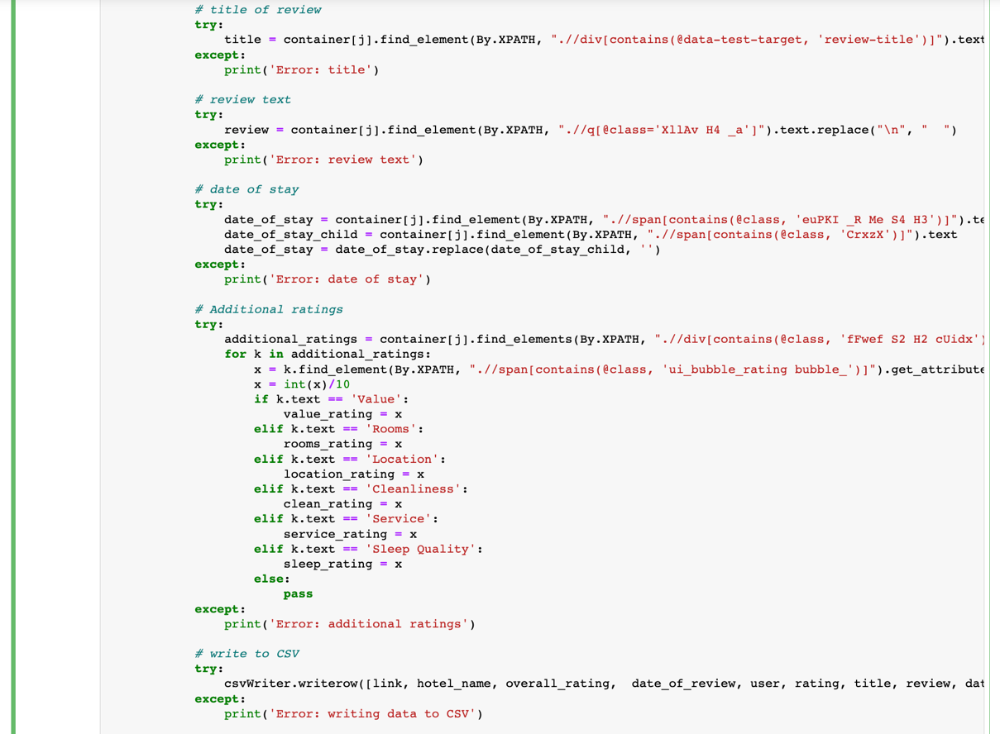 # title of review
try:
    title = container[j].find_element(By.XPATH, ".//div[contains(@data-test-target, 'review-title')]").text
except:
    print('Error: title')

# review text
try:
    review = container[j].find_element(By.XPATH, ".//q[@class='XllAv H4 _a']").text.replace("\n", "  ")
except:
    print('Error: review text')

# date of stay
try:
    date_of_stay = container[j].find_element(By.XPATH, ".//span[contains(@class, 'euPKI _R Me S4 H3')]").te
    date_of_stay_child = container[j].find_element(By.XPATH, ".//span[contains(@class, 'CrxzX')]").text
    date_of_stay = date_of_stay.replace(date_of_stay_child, '')
except:
    print('Error: date of stay')

# Additional ratings
try:
    additional_ratings = container[j].find_elements(By.XPATH, ".//div[contains(@class, 'fFwef S2 H2 cUidx')
    for k in additional_ratings:
        x = k.find_element(By.XPATH, ".//span[contains(@class, 'ui_bubble_rating bubble_')]").get_attribute
        x = int(x)/10
        if k.text == 'Value':
            value_rating = x
        elif k.text == 'Rooms':
            rooms_rating = x
        elif k.text == 'Location':
            location_rating = x
        elif k.text == 'Cleanliness':
            clean_rating = x
        elif k.text == 'Service':
            service_rating = x
        elif k.text == 'Sleep Quality':
            sleep_rating = x
        else:
            pass
except:
    print('Error: additional ratings')

# write to CSV
try:
    csvWriter.writerow([link, hotel_name, overall_rating,  date_of_review, user, rating, title, review, dat
except:
    print('Error: writing data to CSV')